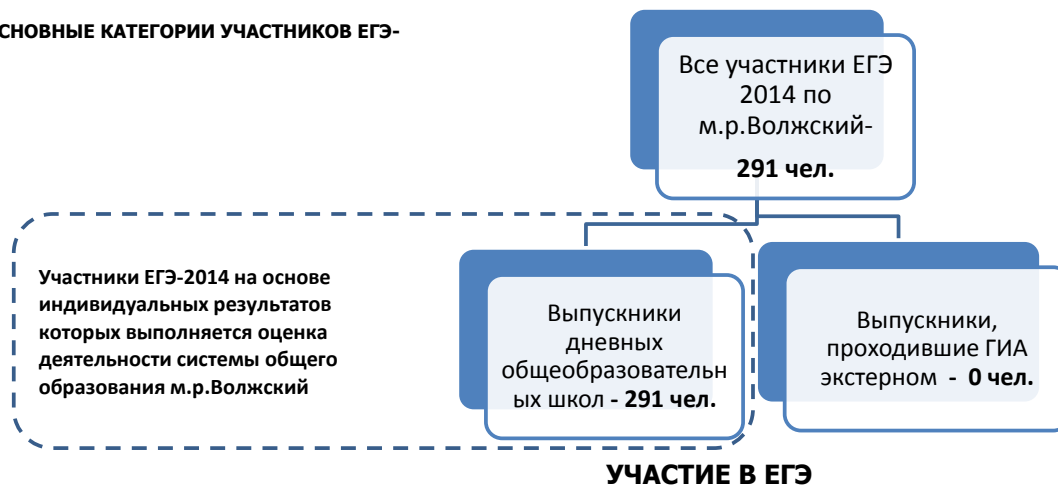 СНОВНЫЕ КАТЕГОРИИ УЧАСТНИКОВ ЕГЭ-
Все участники ЕГЭ
2014 по
м.р.Волжский-
291 чел.
Участники ЕГЭ-2014 на основе
индивидуальных результатов
которых выполняется оценка
деятельности системы общего
образования м.р.Волжский
Выпускники
дневных
общеобразовательн
ых школ - 291 чел.
Выпускники,
проходившие ГИА
экстерном - 0 чел.
УЧАСТИЕ В ЕГЭ